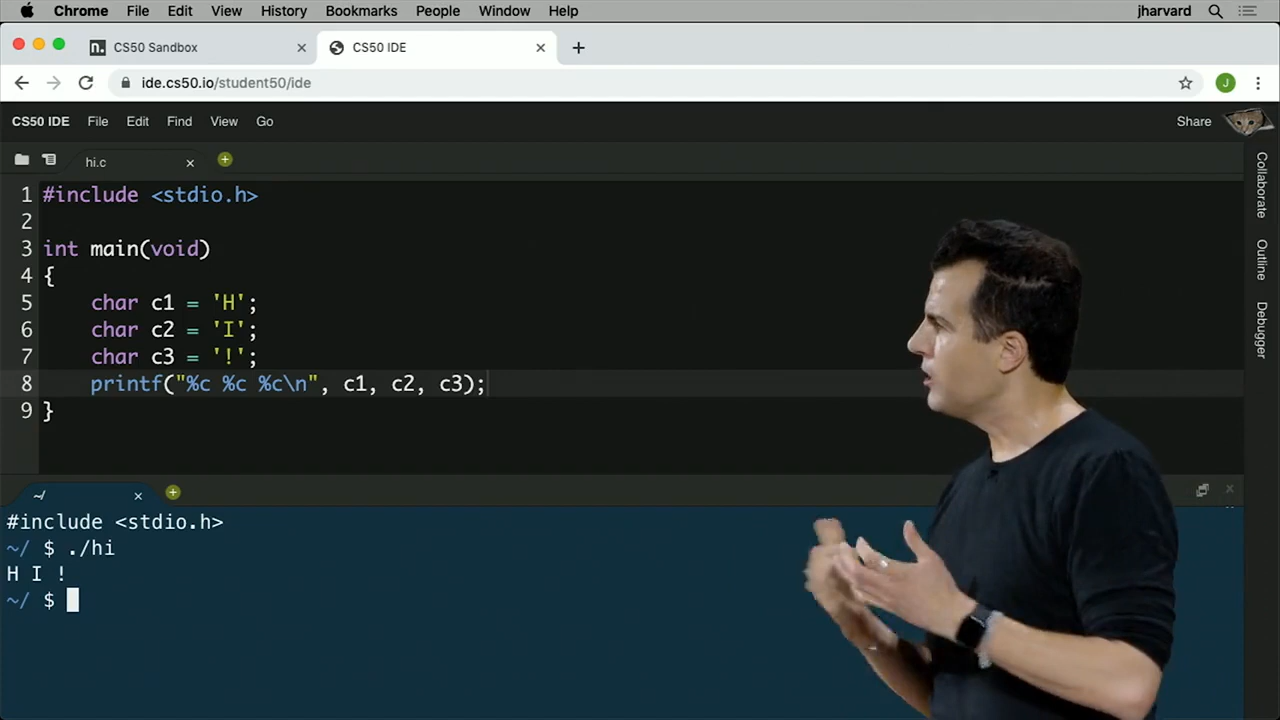 Chrome File Edit View History Bookmarks People Window Help jharvard
n. CS50 Sandbox CS50 IDE
ide.cs50.io/student50/ide J
CS50 IDE File Edit Find View Go Share
hi.c
1 #include <stdio.h>
2
3 int main(void)
4 {
5 char c1 = 'H';
6 char c2 = 'I';
7 char c3 = '!';
8 printf("%c %c %c\n", c1, c2, c3);
9 }
Collaborate
Outline
Debugger
~/
#include <stdio.h>
~/ $ ./hi
H I !
~/ $